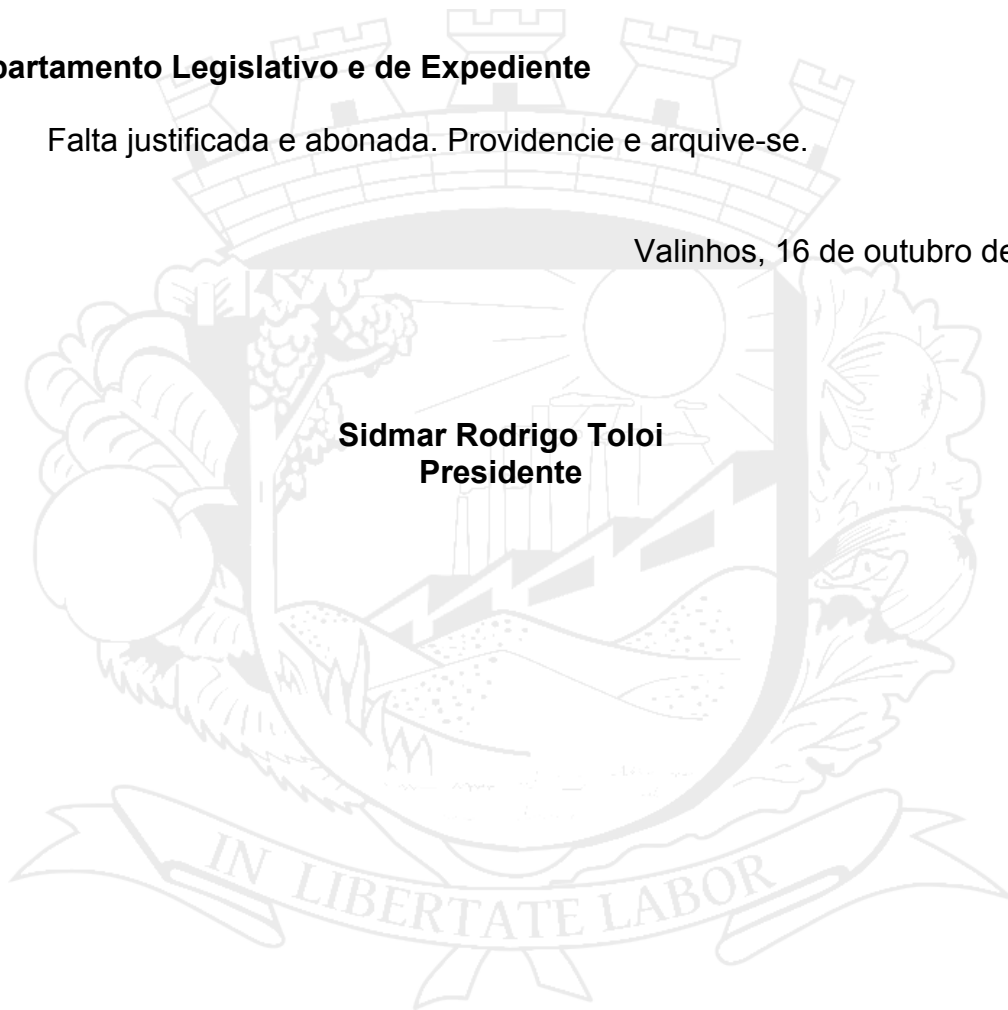 partamento Legislativo e de Expediente
Falta justificada e abonada. Providencie e arquive-se.
Valinhos, 16 de outubro de
Sidmar Rodrigo Toloi
Presidente
IN LIBERTATE LABOR